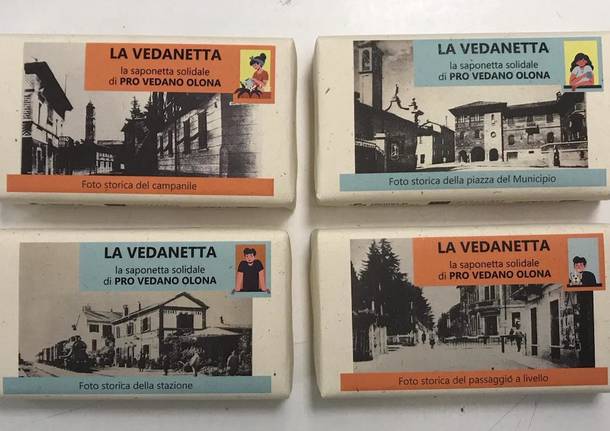 LA VEDANETTA
la saponetta solidale
di PRO VEDANO OLONA
Foto storica del campanile
LA VEDANETTA
la saponetta solidale
di PRO VEDANO OLONA
Foto storica della piazza del Municipio
LA VEDANETTA
la saponetta solidale
di PRO VEDANO OLONA
Foto storica della stazione
LA VEDANETTA
la saponetta solidale
di PRO VEDANO OLONA
Foto storica del passaggio a livello